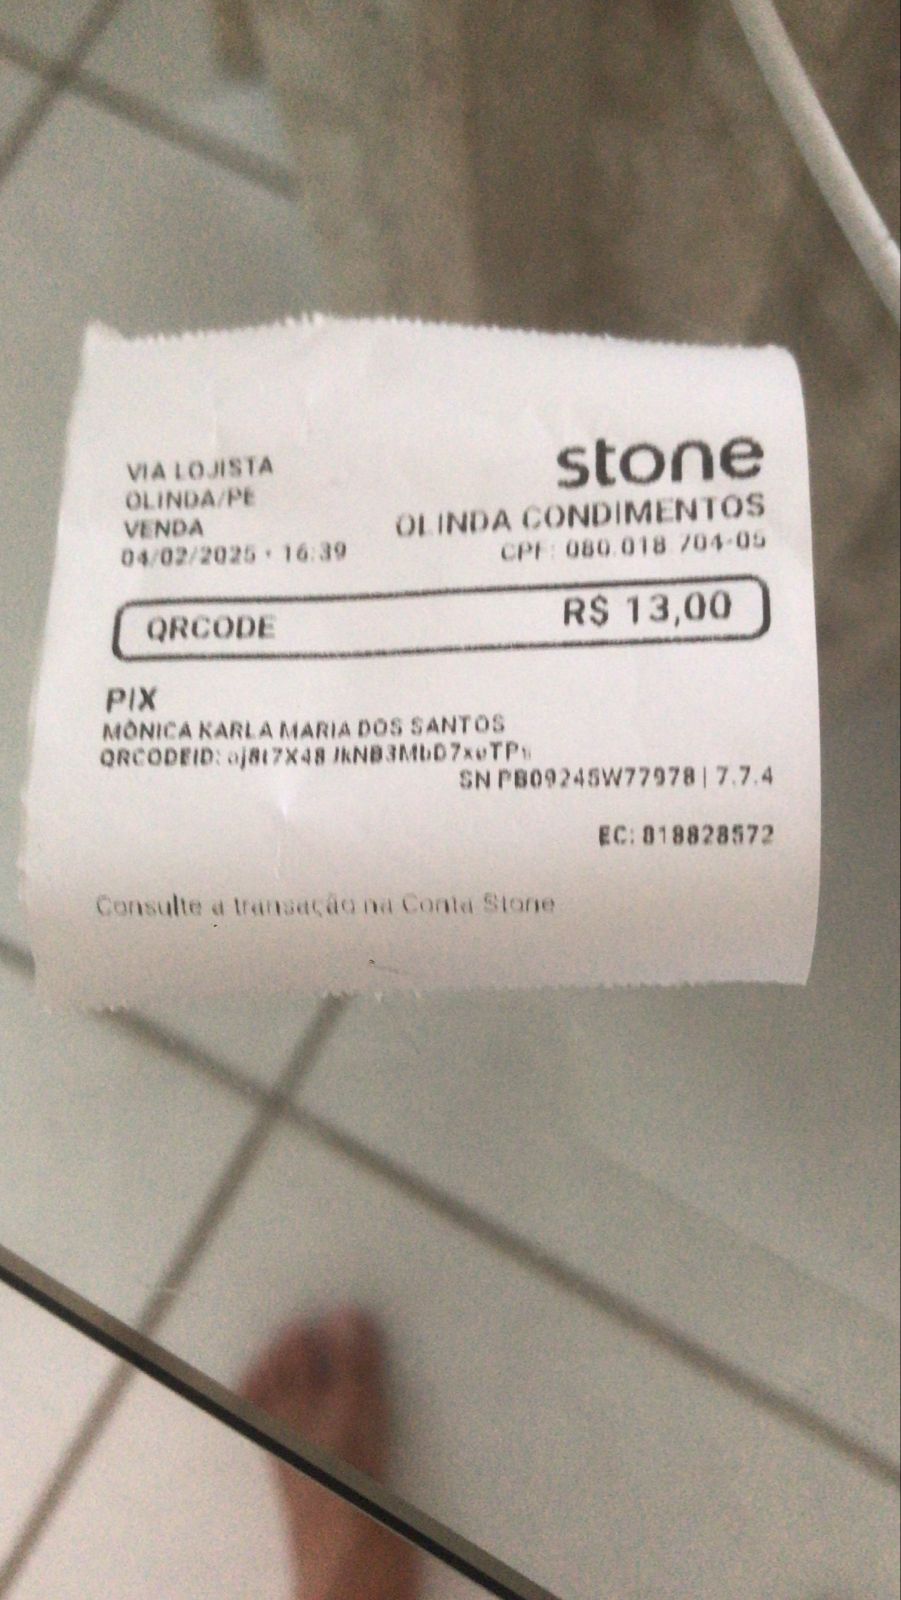 stone
VIA LOJISTA
OLINDA/PE
VENDA
OLINDA CONDIMENTOS
04/02/2025 • 16:39
CPF: 080.018.704-05
QRCODE R$ 13,00
PIX
MÔNICA KARLA MARIA DOS SANTOS
QRCODEID:
SN PB09245W77978 | 7.7.4
EC: 818828572
Consulte a transação na Conta Stone